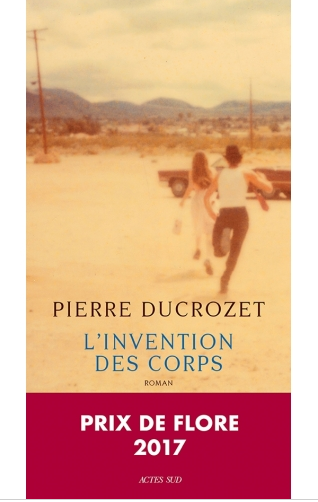 PIERRE DUCROZET
L'INVENTION
DES CORPS
ROMAN
PRIX DE FLORE
2017
ACTES SUD